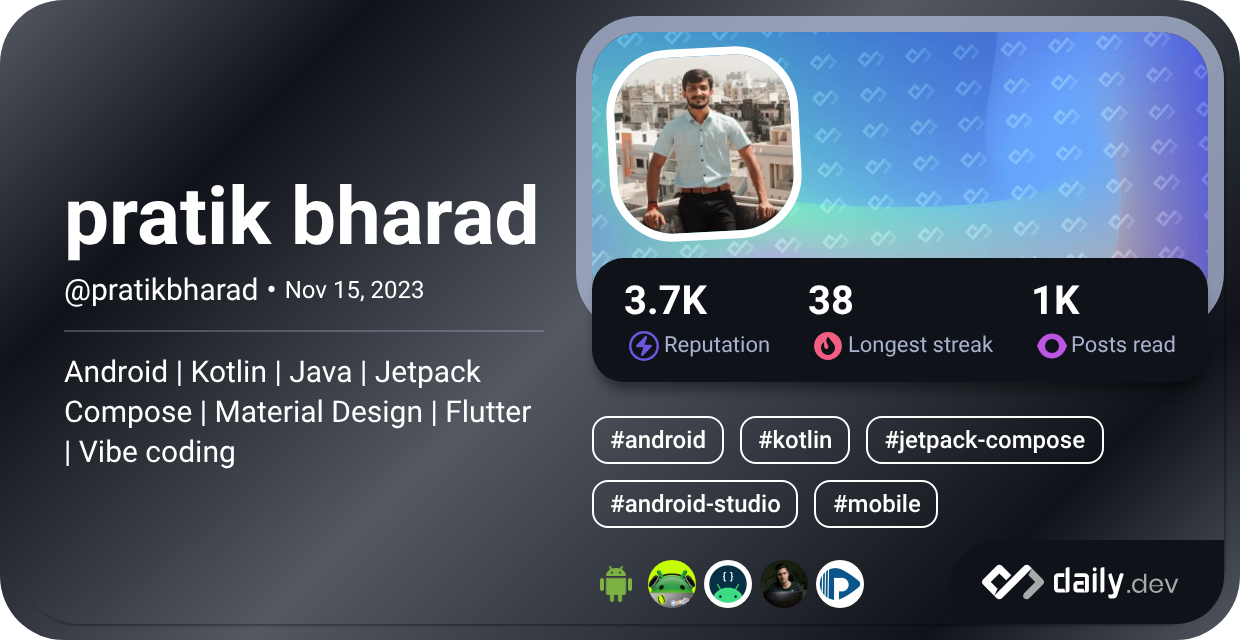 pratik bharad
@pratikbharad • Nov 15, 2023
Android | Kotlin | Java | Jetpack
Compose | Material Design | Flutter
| Vibe coding
3.7K 38 1K
Reputation Longest streak Posts read
#android #kotlin #jetpack-compose
#android-studio #mobile
daily.dev